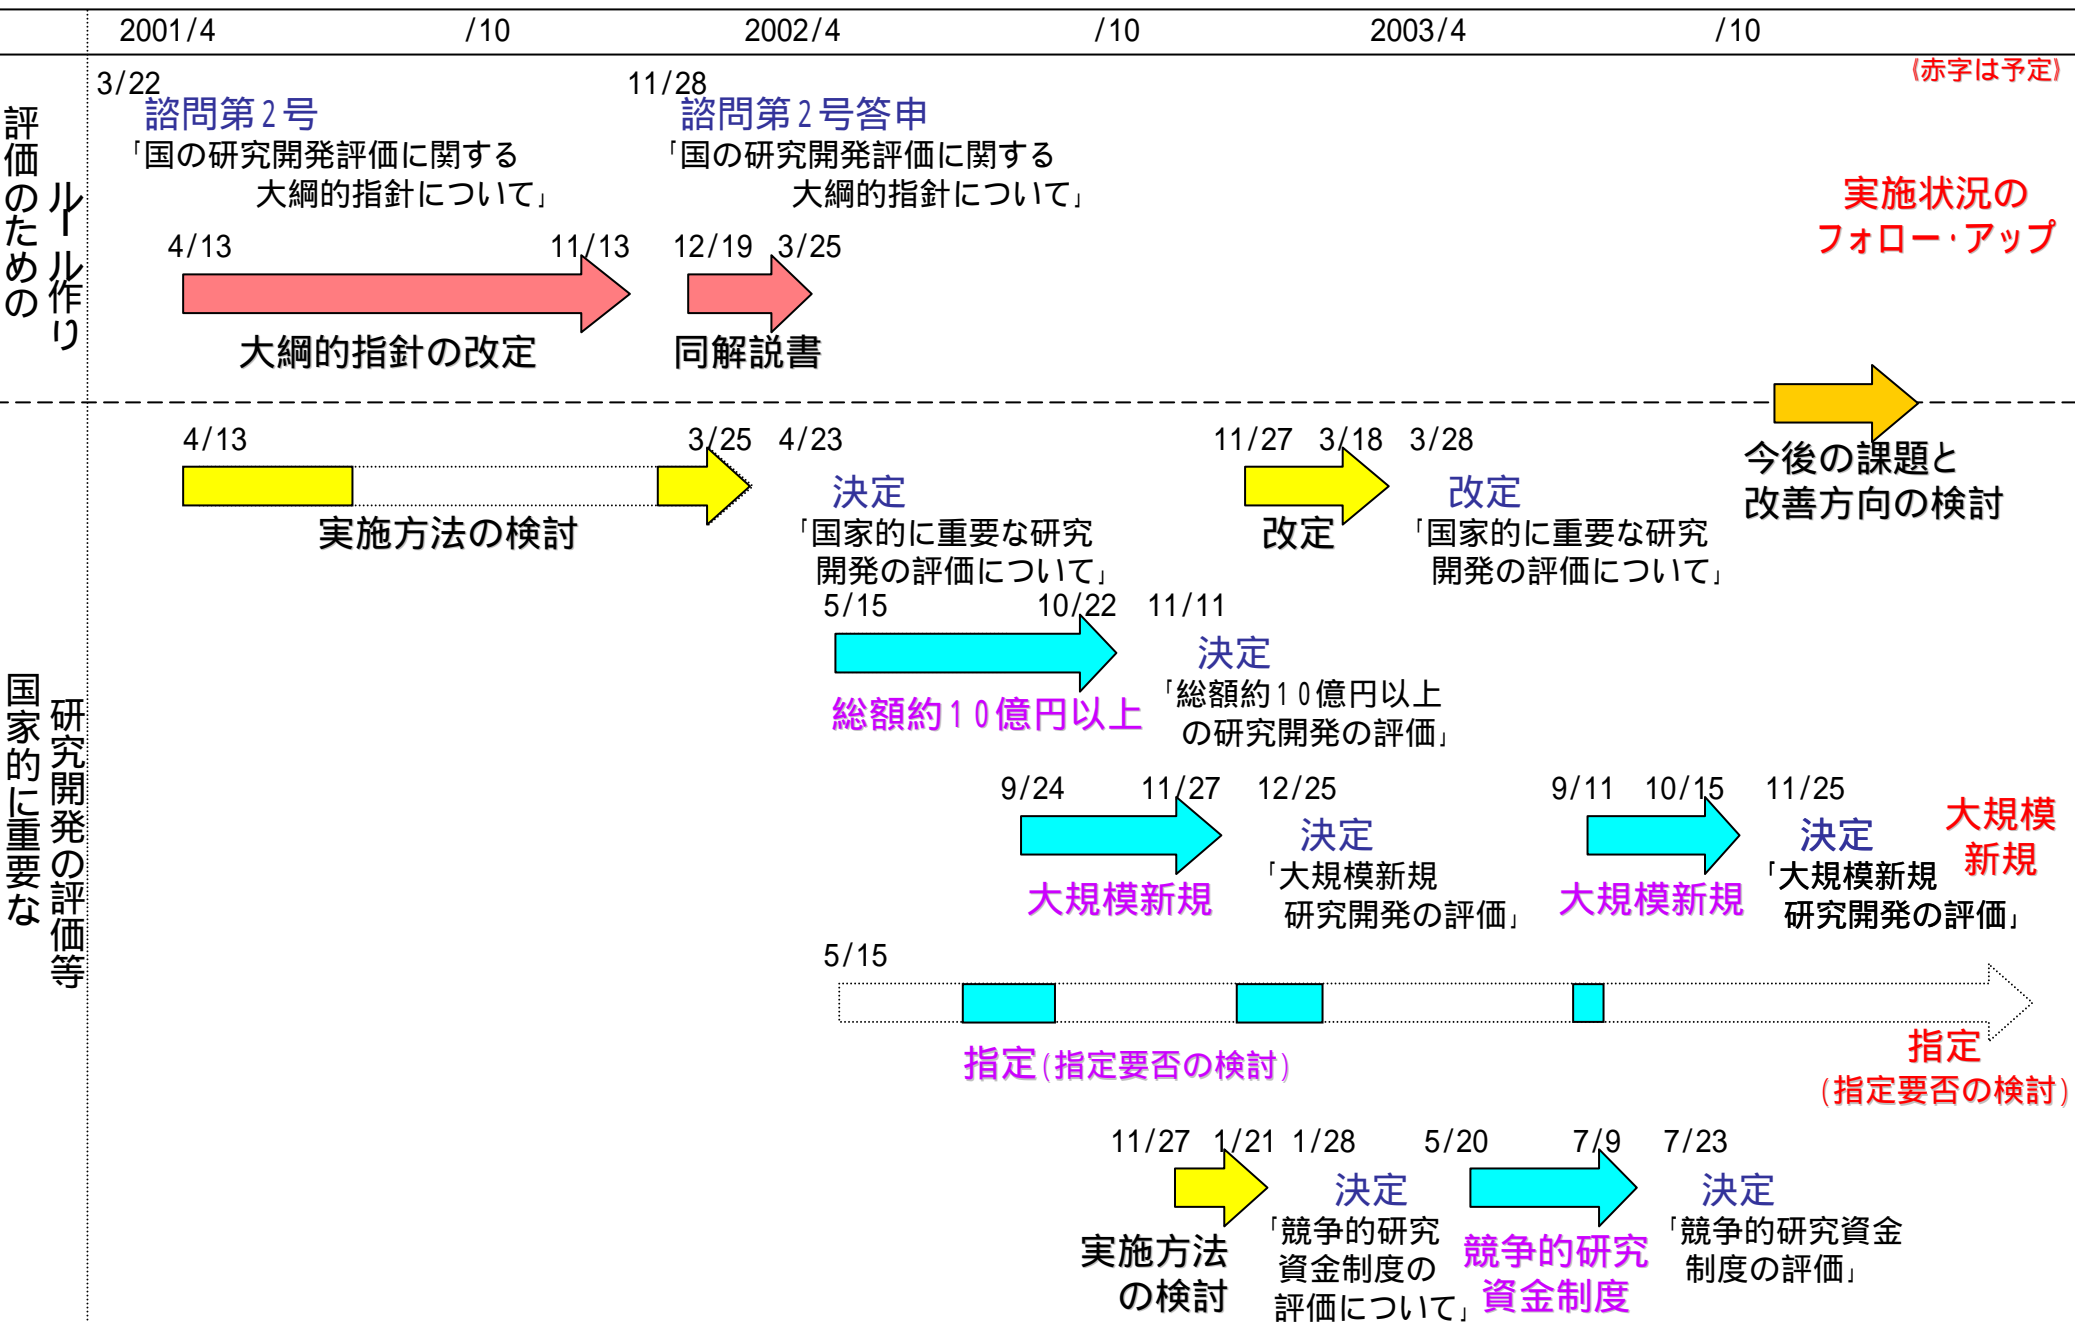 2001/4 /10 2002/4 /10 2003/4 /10
《赤字は予定》
評価のための
ルール作り
3/22
諮問第2号
「国の研究開発評価に関する
大綱的指針について」
11/28
諮問第2号答申
「国の研究開発評価に関する
大綱的指針について」
4/13 11/13 12/19 3/25
大綱的指針の改定
同解説書
実施状況の
フォロー・アップ
今後の課題と
改善方向の検討
国家的に重要な
研究開発の評価等
4/13 3/25 4/23
実施方法の検討
決定
「国家的に重要な研究
開発の評価について」
11/27 3/18 3/28
改定
改定
「国家的に重要な研究
開発の評価について」
5/15 10/22 11/11
総額約10億円以上
決定
「総額約10億円以上
の研究開発の評価」
9/24 11/27 12/25
大規模新規
決定
「大規模新規
研究開発の評価」
9/11 10/15 11/25
大規模新規
決定
「大規模新規
研究開発の評価」
大規模
新規
5/15
指定(指定要否の検討)
指定
(指定要否の検討)
11/27 1/21 1/28
実施方法
の検討
決定
「競争的研究
資金制度の
評価について」
5/20 7/9 7/23
競争的研究
資金制度
決定
「競争的研究資金
制度の評価」